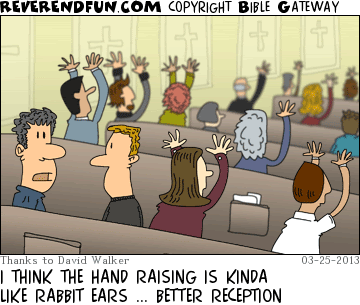 REVERENDFUN.COM COPYRIGHT BIBLE GATEWAY
Thanks to David Walker 03-25-2013
I THINK THE HAND RAISING IS KINDA
LIKE RABBIT EARS ... BETTER RECEPTION